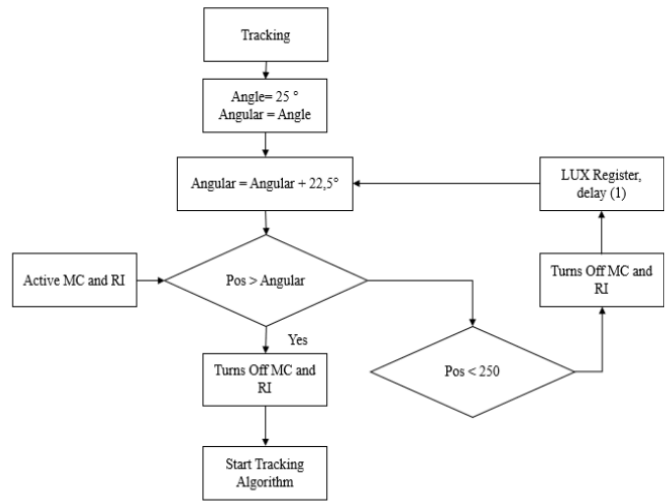 Tracking
Angle= 25 °
Angular = Angle
Angular = Angular + 22,5°
LUX Register,
delay (1)
Active MC and RI
Pos > Angular
Turns Off MC and
RI
Yes
Turns Off MC and
RI
Pos < 250
Start Tracking
Algorithm